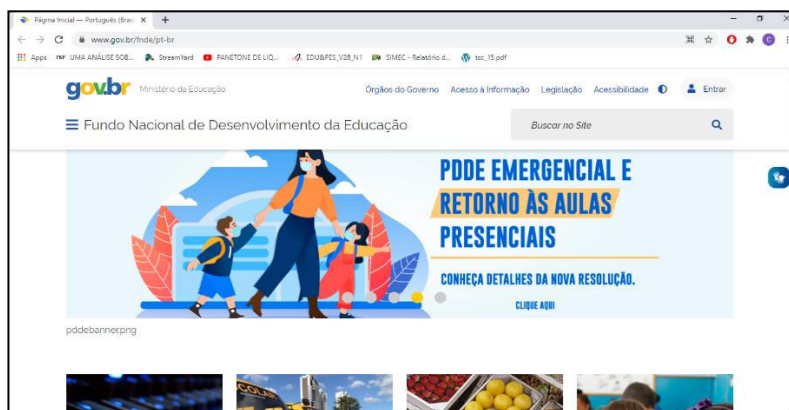 Página Inicial — Português (Bras
www.gov.br/fnde/pt-br
Apps
UMA ANÁLISE SOB...
StreamYard
PANETONE DE LIQ...
EDU&PES_V28_N1
SIMEC - Relatório d...
tcc_15.pdf
gov.br
Ministério da Educação
Órgãos do Governo
Acesso à Informação
Legislação
Acessibilidade
Entrar
Fundo Nacional de Desenvolvimento da Educação
Buscar no Site
PDDE EMERGENCIAL E
RETORNO ÀS AULAS
PRESENCIAIS
CONHEÇA DETALHES DA NOVA RESOLUÇÃO.
CLIQUE AQUI
pddebanner.png
COLAR